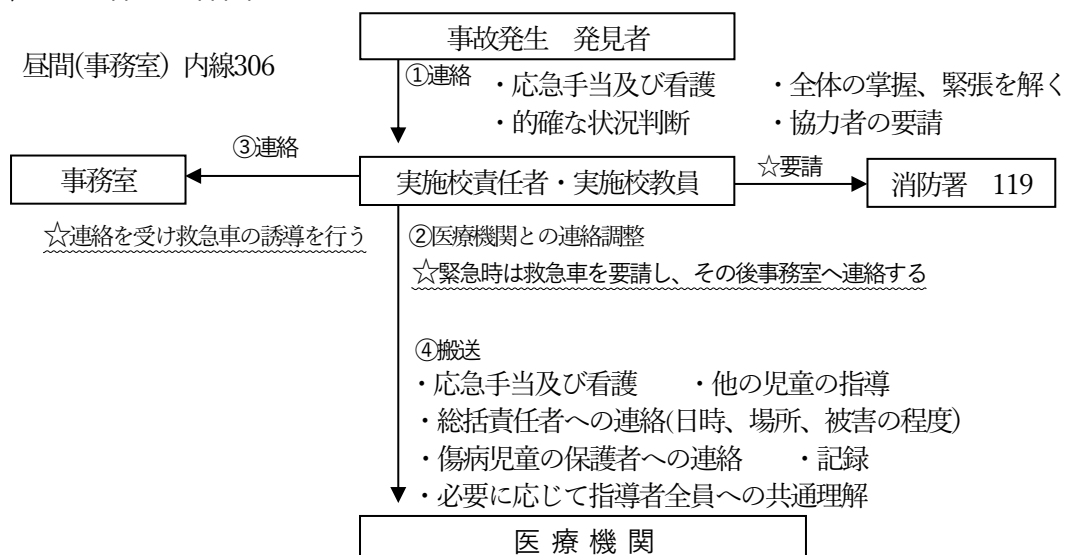 事故発生　発見者
昼間(事務室) 内線306
①連絡
・応急手当及び看護　・全体の掌握、緊張を解く
・的確な状況判断　・協力者の要請
③連絡
事務室
実施校責任者・実施校教員
☆要請
消防署　119
☆連絡を受け救急車の誘導を行う
②医療機関との連絡調整
☆緊急時は救急車を要請し、その後事務室へ連絡する
④搬送
・応急手当及び看護　・他の児童の指導
・総括責任者への連絡(日時、場所、被害の程度)
・傷病児童の保護者への連絡　・記録
・必要に応じて指導者全員への共通理解
医 療 機 関